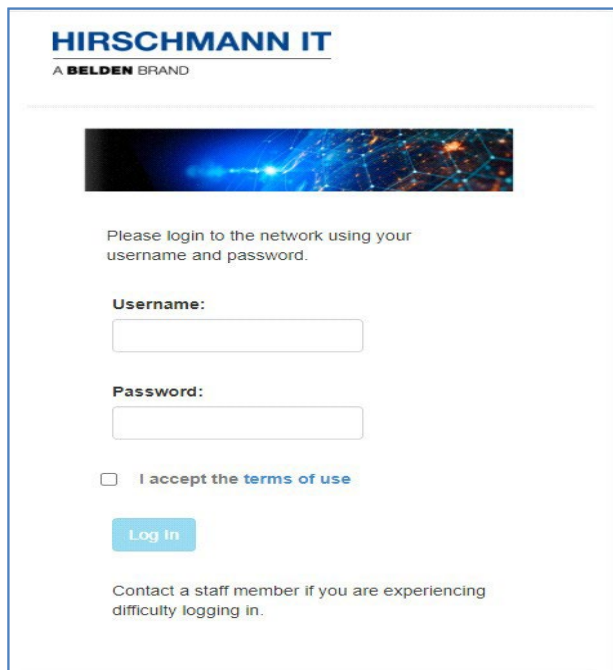 HIRSCHMANN IT
A BELDEN BRAND
Please login to the network using your
username and password.
Username:
Password:
I accept the terms of use
Log In
Contact a staff member if you are experiencing
difficulty logging in.